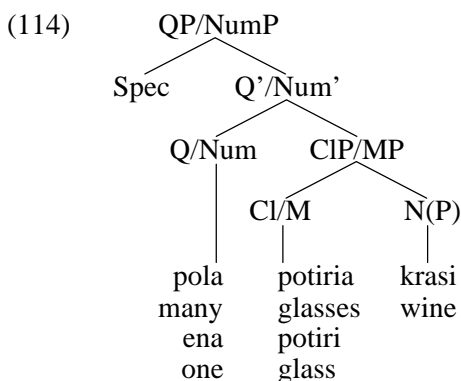 (114) QP/NumP
Spec Q’/Num’
Q/Num ClP/MP
Cl/M N(P)
pola potiria krasi
many glasses wine
ena potiri
one glass